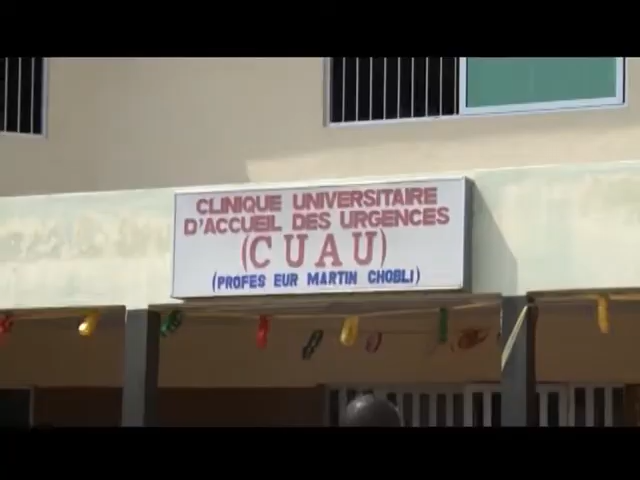 CLINIQUE UNIVERSITAIRE
D'ACCUEIL DES URGENCES
(CUAU)
(PROFES EUR MARTIN CHOBLI)